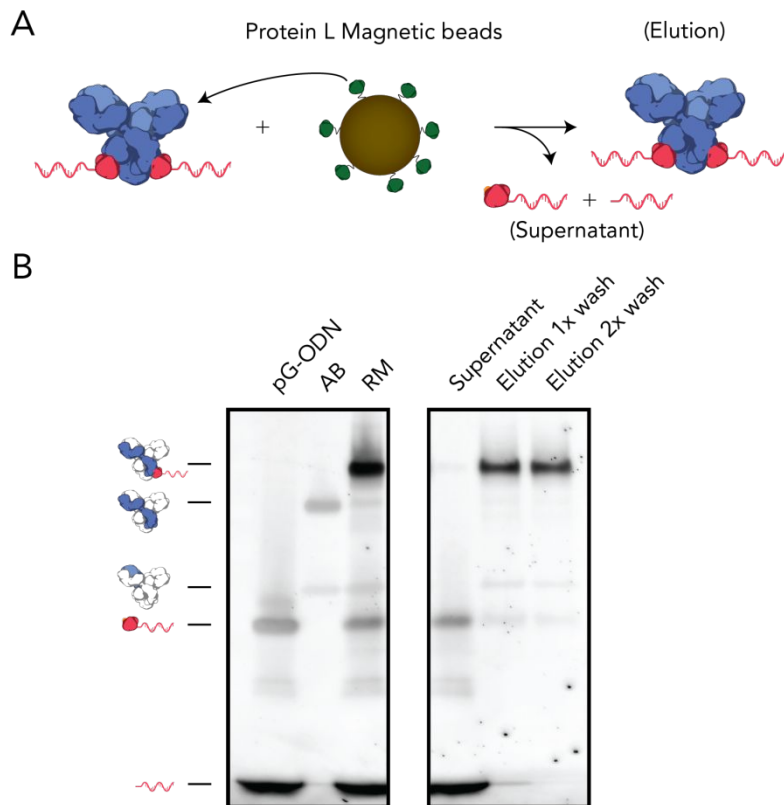 A
Protein L Magnetic beads
(Elution)
+
+
(Supernatant)
B
pG-ODN
AB
RM
Supernatant
Elution 1x wash
Elution 2x wash